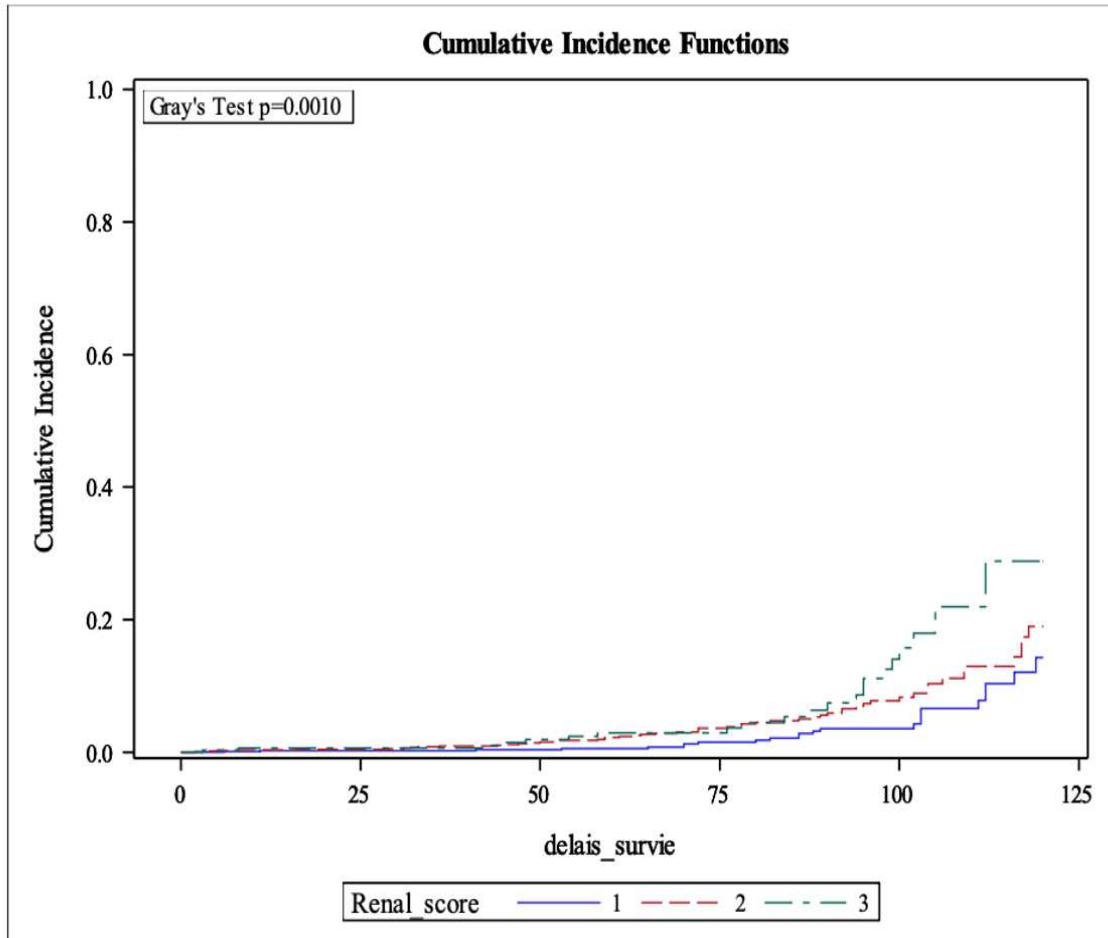 Cumulative Incidence Functions
Gray's Test p=0.0010
Cumulative Incidence
1.0
0.8
0.6
0.4
0.2
0.0
0 25 50 75 100 125
delais_survie
Renal_score 1 2 3